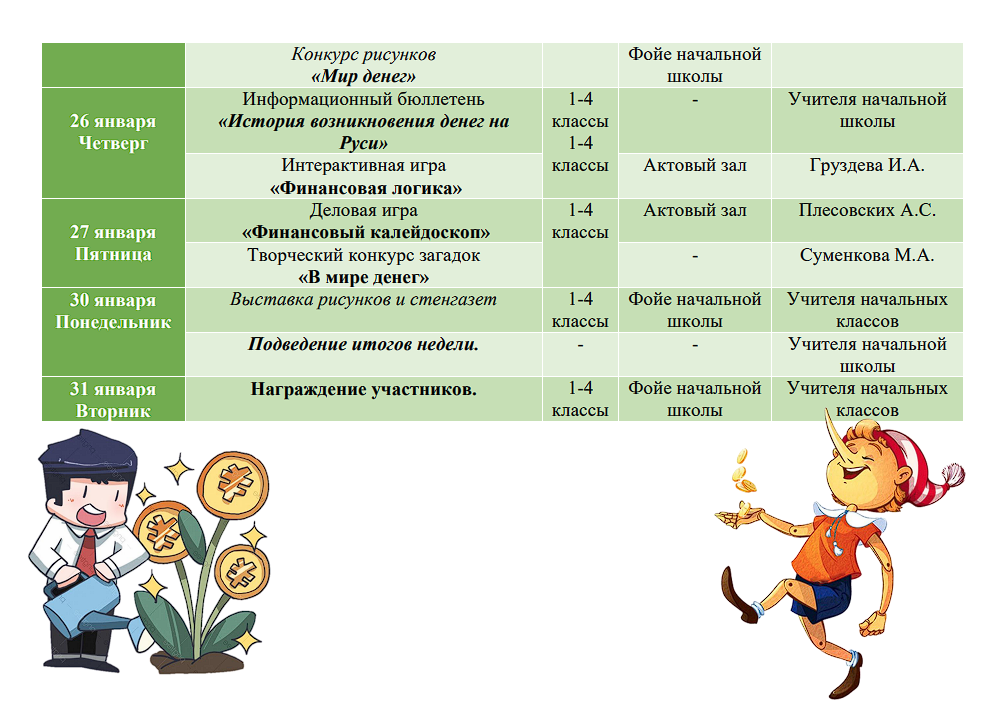 Конкурс рисунков
«Мир денег»
Фойе начальной
школы
26 января
Четверг
Информационный бюллетень
«История возникновения денег на
Руси»
1-4
классы
1-4
классы
-
Учителя начальной
школы
Интерактивная игра
«Финансовая логика»
Актовый зал
Груздева И.А.
27 января
Пятница
Деловая игра
«Финансовый калейдоскоп»
1-4
классы
Актовый зал
Плесовских А.С.
Творческий конкурс загадок
«В мире денег»
-
Суменкова М.А.
30 января
Понедельник
Выставка рисунков и стенгазет
1-4
классы
Фойе начальной
школы
Учителя начальных
классов
Подведение итогов недели.
-
-
Учителя начальной
школы
31 января
Вторник
Награждение участников.
1-4
классы
Фойе начальной
школы
Учителя начальных
классов